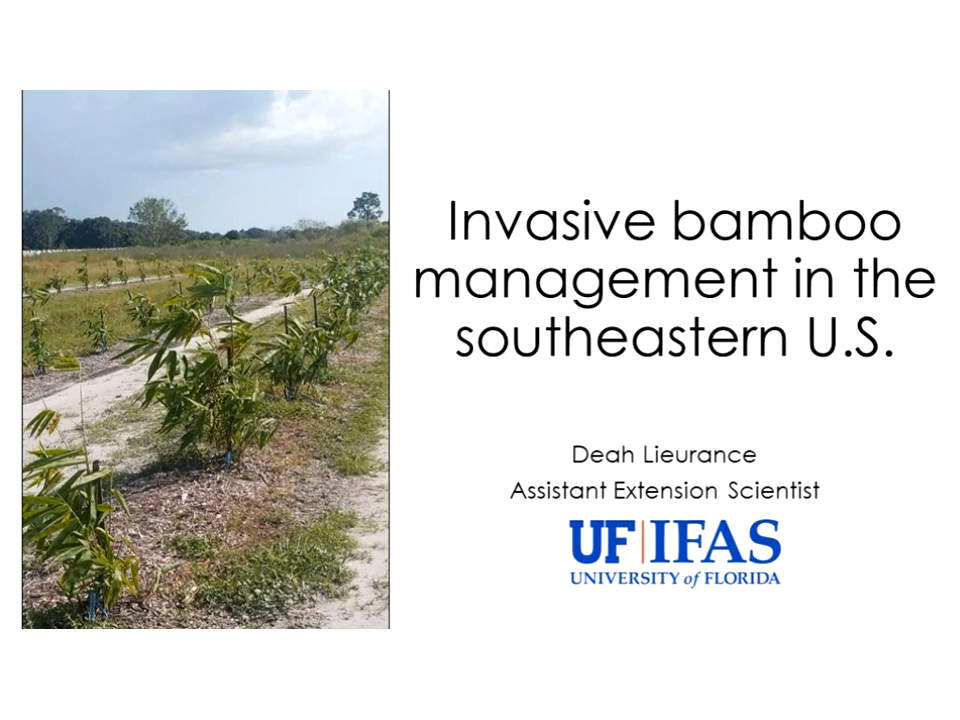 Invasive bamboo
management in the
southeastern U.S.
Deah Lieurance
Assistant Extension Scientist
UF|IFAS
UNIVERSITY of FLORIDA